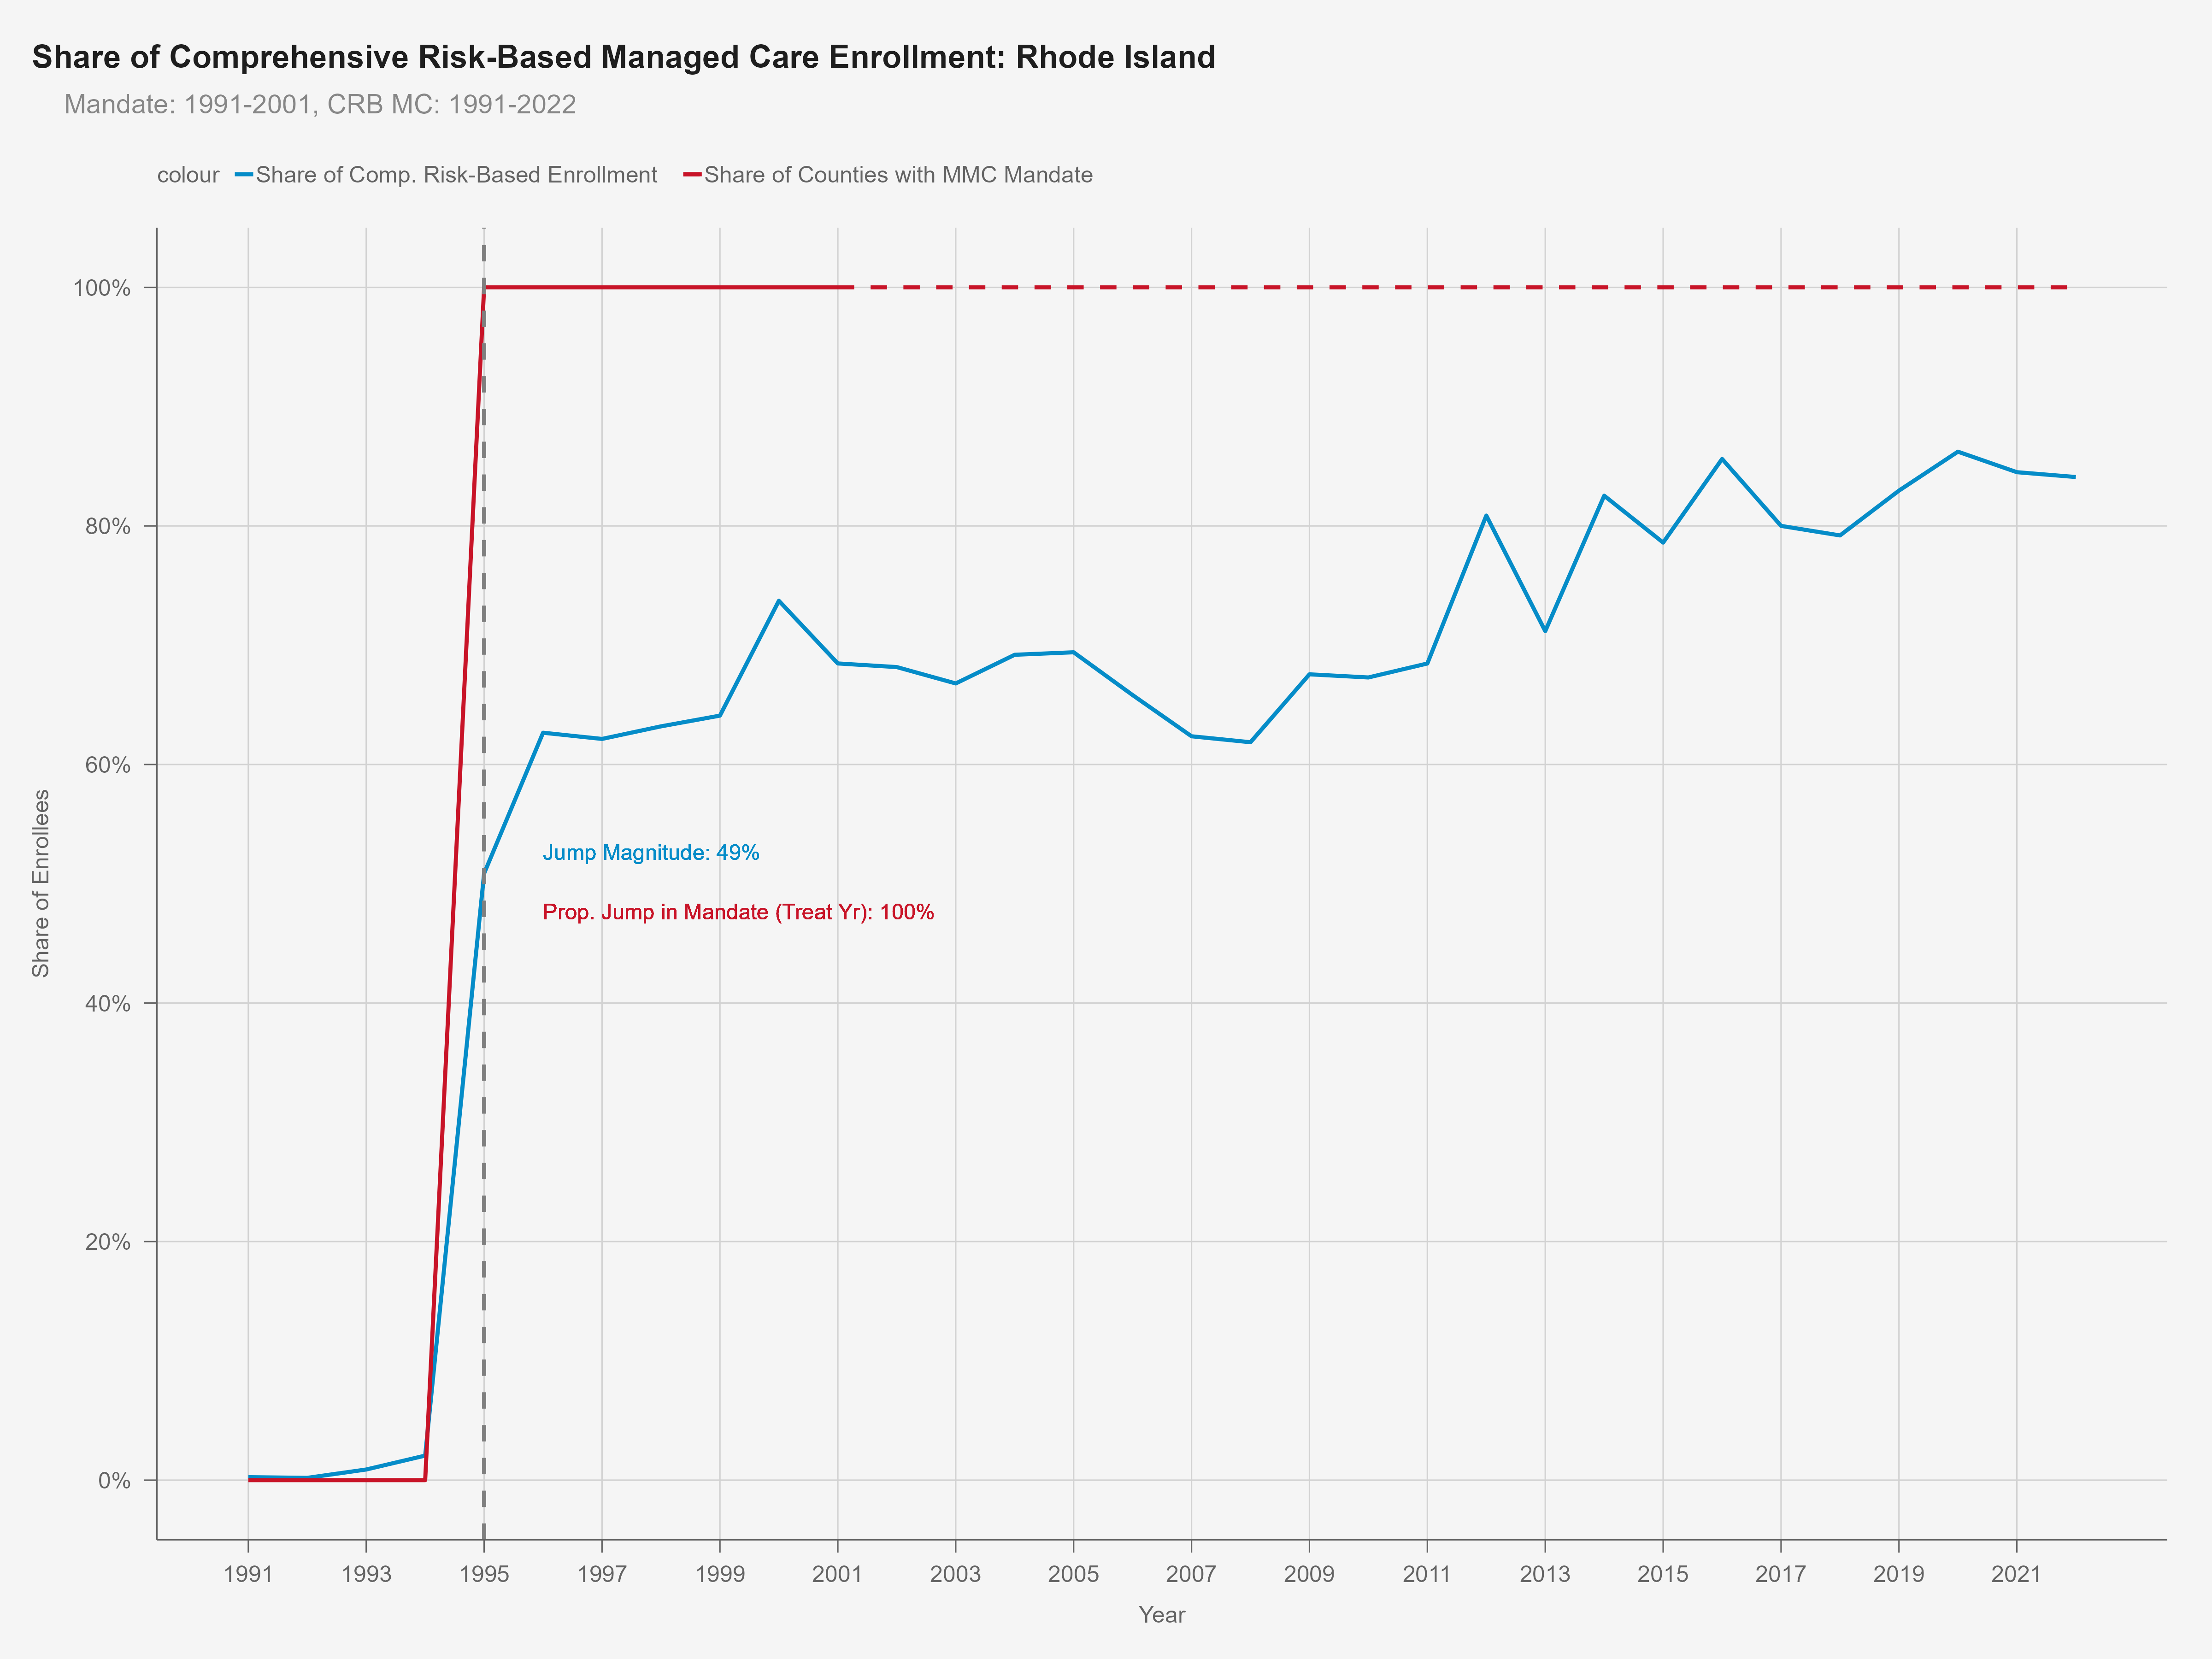 Share of Comprehensive Risk-Based Managed Care Enrollment: Rhode Island
Mandate: 1991-2001, CRB MC: 1991-2022
colour Share of Comp. Risk-Based Enrollment Share of Counties with MMC Mandate
100%
80%
60%
40%
20%
0%
Share of Enrollees
Jump Magnitude: 49%
Prop. Jump in Mandate (Treat Yr): 100%
1991 1993 1995 1997 1999 2001 2003 2005 2007 2009 2011 2013 2015 2017 2019 2021
Year